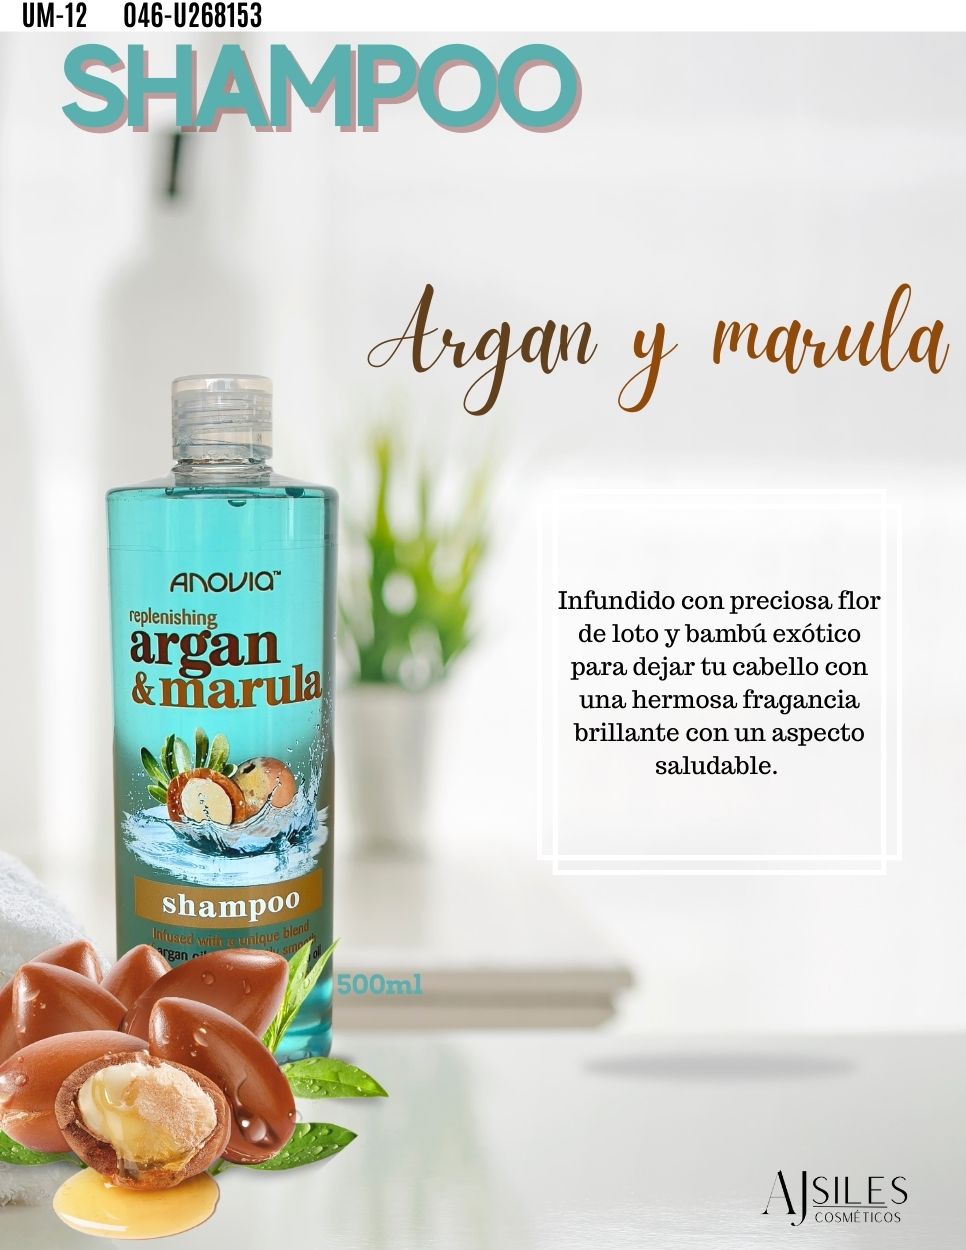 UM-12 046-U268153
SHAMPOO
Argan y marula
ANOVIA™
replenishing
argan
&marula
shampoo
Infused with a unique blend
argan
oil
500ml
Infundido con preciosa flor
de loto y bambú exótico
para dejar tu cabello con
una hermosa fragancia
brillante con un aspecto
saludable.
AJSILES
COSMÉTICOS